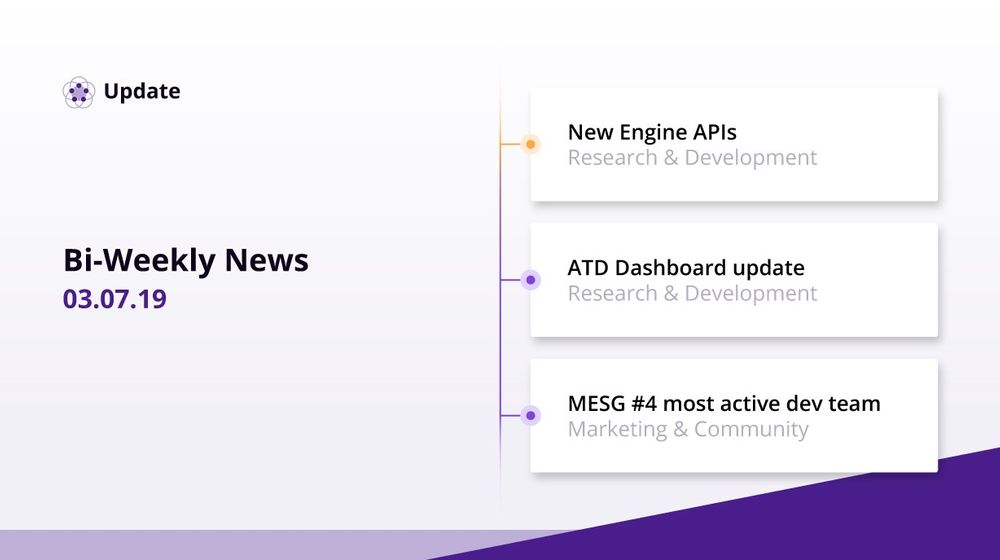 Update
Bi-Weekly News
03.07.19
New Engine APIs
Research & Development
ATD Dashboard update
Research & Development
MESG #4 most active dev team
Marketing & Community